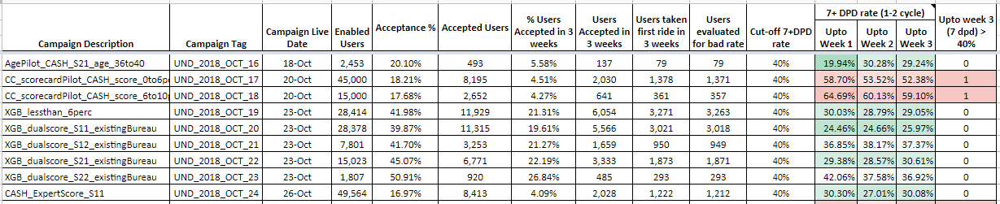 7+ DPD rate (1-2 cycle)
Campaign Description Campaign Tag Campaign Live Date Enabled Users Acceptance % Accepted Users % Users Accepted in 3 weeks Users Accepted in 3 weeks Users taken first ride in 3 weeks Users evaluated for bad rate Cut-off 7+DPD rate Upto Week 1 Upto Week 2 Upto Week 3 Upto week 3 (7 dpd) > 40%
AgePilot_CASH_S21_age_36to40 UND_2018_OCT_16 18-Oct 2,453 20.10% 493 5.58% 137 79 79 40% 19.94% 30.28% 29.24% 0
CC_scorecardPilot_CASH_score_0to6pe UND_2018_OCT_17 20-Oct 45,000 18.21% 8,195 4.51% 2,030 1,378 1,371 40% 58.70% 53.52% 52.38% 1
CC_scorecardPilot_CASH_score_6to10p UND_2018_OCT_18 20-Oct 15,000 17.68% 2,652 4.27% 641 361 357 40% 64.69% 60.13% 59.10% 1
XGB_lessthan_6perc UND_2018_OCT_19 23-Oct 28,414 41.98% 11,929 21.31% 6,054 3,271 3,263 40% 30.03% 28.79% 29.05% 0
XGB_dualscore_S11_existingBureau UND_2018_OCT_20 23-Oct 28,378 39.87% 11,315 19.61% 5,566 3,021 3,018 40% 24.46% 24.66% 25.97% 0
XGB_dualscore_S12_existingBureau UND_2018_OCT_21 23-Oct 7,801 41.70% 3,253 21.27% 1,659 950 949 40% 36.85% 38.17% 37.37% 0
XGB_dualscore_S21_existingBureau UND_2018_OCT_22 23-Oct 15,023 45.07% 6,771 22.19% 3,333 1,873 1,871 40% 29.38% 28.57% 30.61% 0
XGB_dualscore_S22_existingBureau UND_2018_OCT_23 23-Oct 1,807 50.91% 920 26.84% 485 293 293 40% 42.06% 37.58% 36.92% 0
CASH_ExpertScore_S11 UND_2018_OCT_24 26-Oct 49,564 16.97% 8,413 4.09% 2,028 1,222 1,212 40% 30.30% 27.01% 30.08% 0